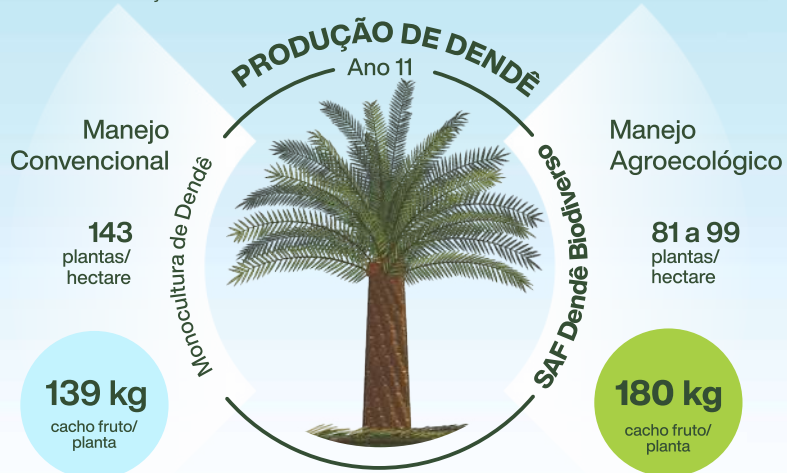 PRODUÇÃO DE DENDÊ
Ano 11
Manejo
Convencional
143
plantas/
hectare
139 kg
cacho fruto/
planta
Monocultura de Dendê
SAF Dendê Biodiverso
Manejo
Agroecológico
81 a 99
plantas/
hectare
180 kg
cacho fruto/
planta